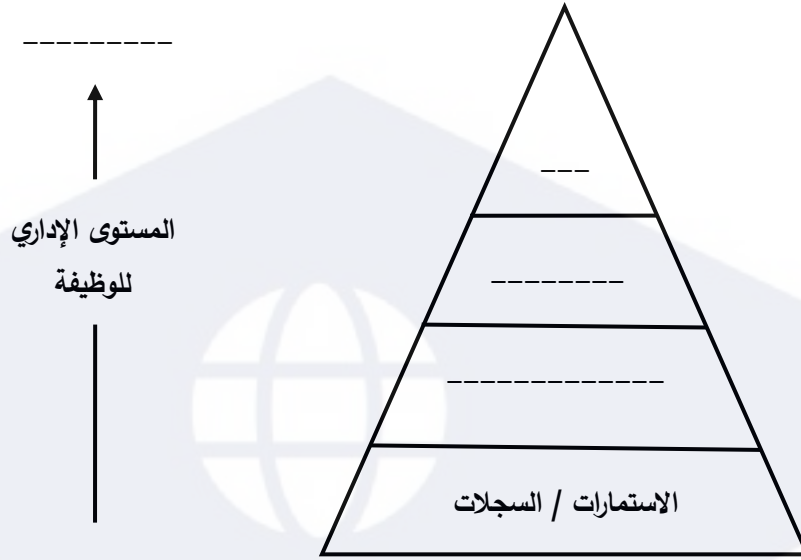 ---------
المستوى الإداري
للوظيفة
---
--------
-------------
الاستمارات / السجلات